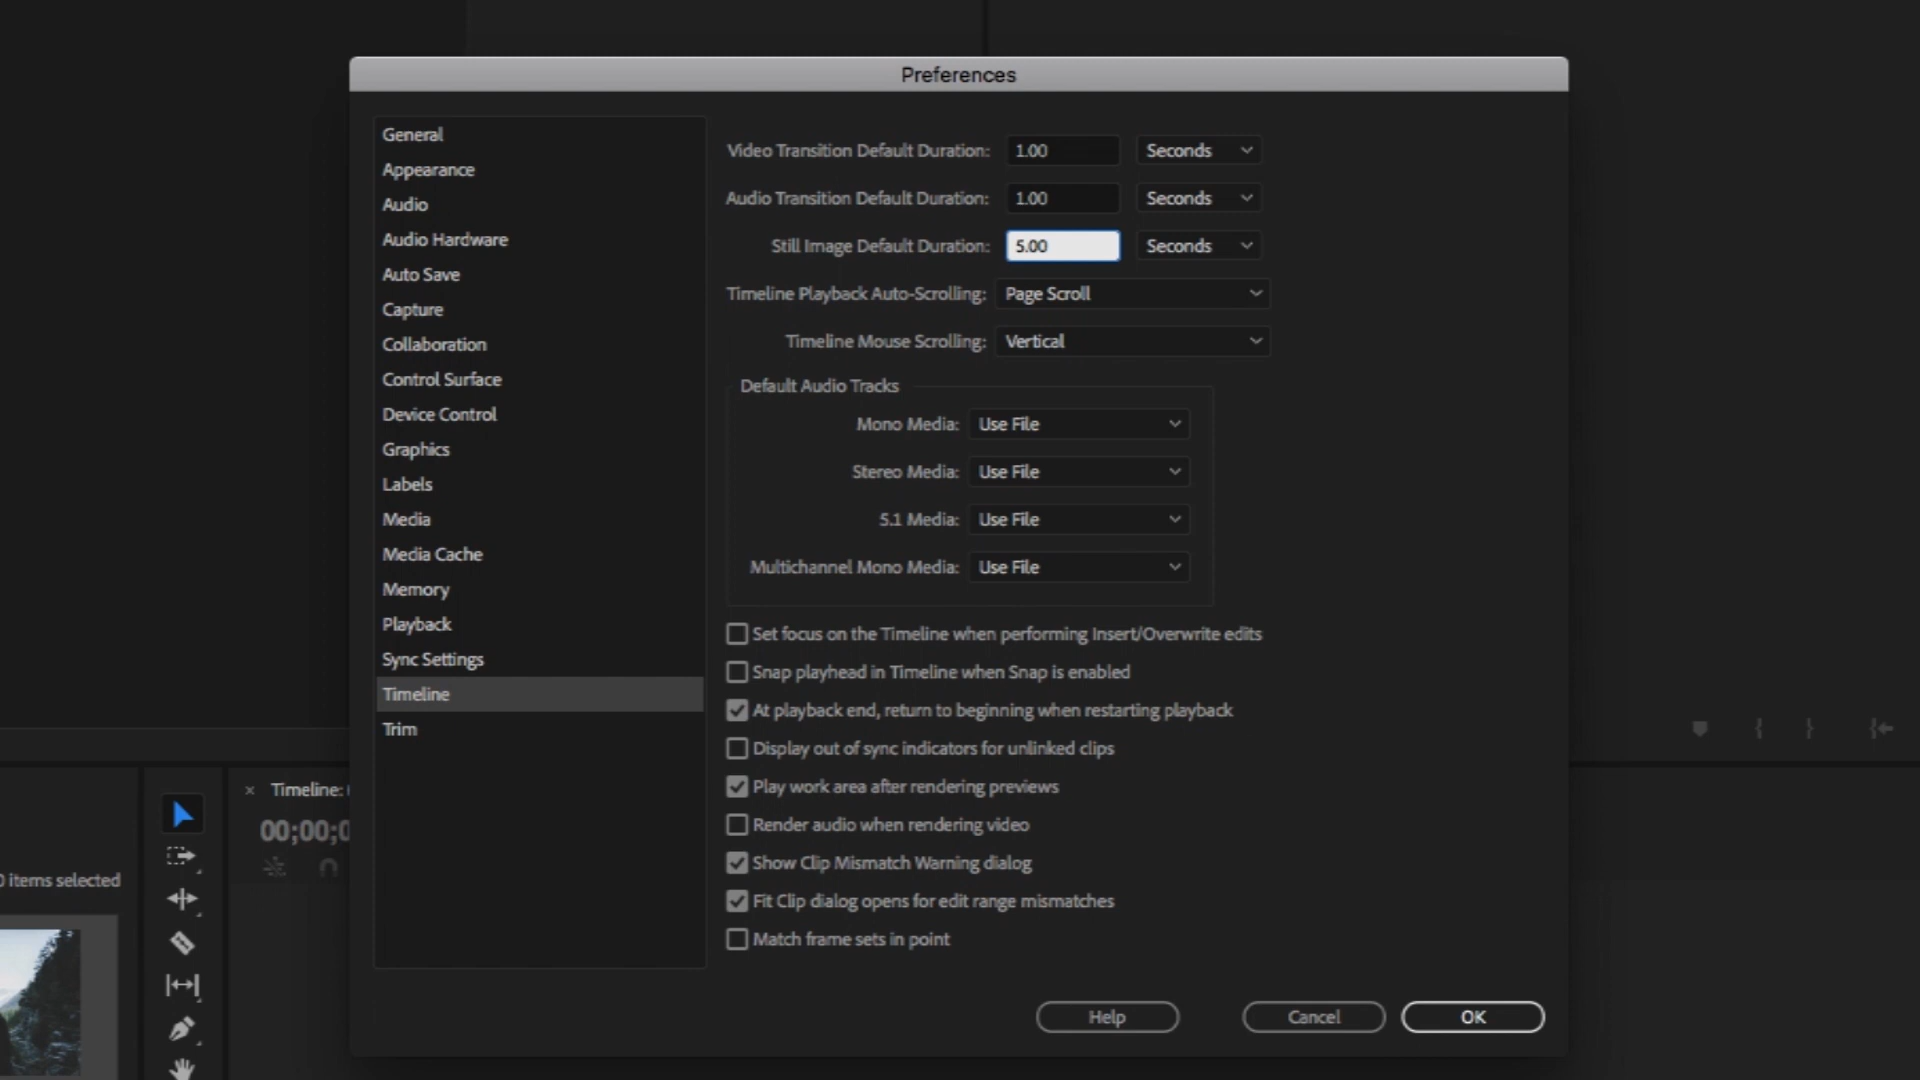 Preferences
General
Appearance
Audio
Audio Hardware
Auto Save
Capture
Collaboration
Control Surface
Device Control
Graphics
Labels
Media
Media Cache
Memory
Playback
Sync Settings
Timeline
Trim
Video Transition Default Duration: 1.00 Seconds
Audio Transition Default Duration: 1.00 Seconds
Still Image Default Duration: 5.00 Seconds
Timeline Playback Auto-Scrolling: Page Scroll
Timeline Mouse Scrolling: Vertical
Default Audio Tracks
Mono Media: Use File
Stereo Media: Use File
5.1 Media: Use File
Multichannel Mono Media: Use File
Set focus on the Timeline when performing Insert/Overwrite edits
Snap playhead in Timeline when Snap is enabled
At playback end, return to beginning when restarting playback
Display out of sync indicators for unlinked clips
Play work area after rendering previews
Render audio when rendering video
Show Clip Mismatch Warning dialog
Fit Clip dialog opens for edit range mismatches
Match frame sets in point
Help Cancel OK
× Timeline:
00;00;0
0 items selected